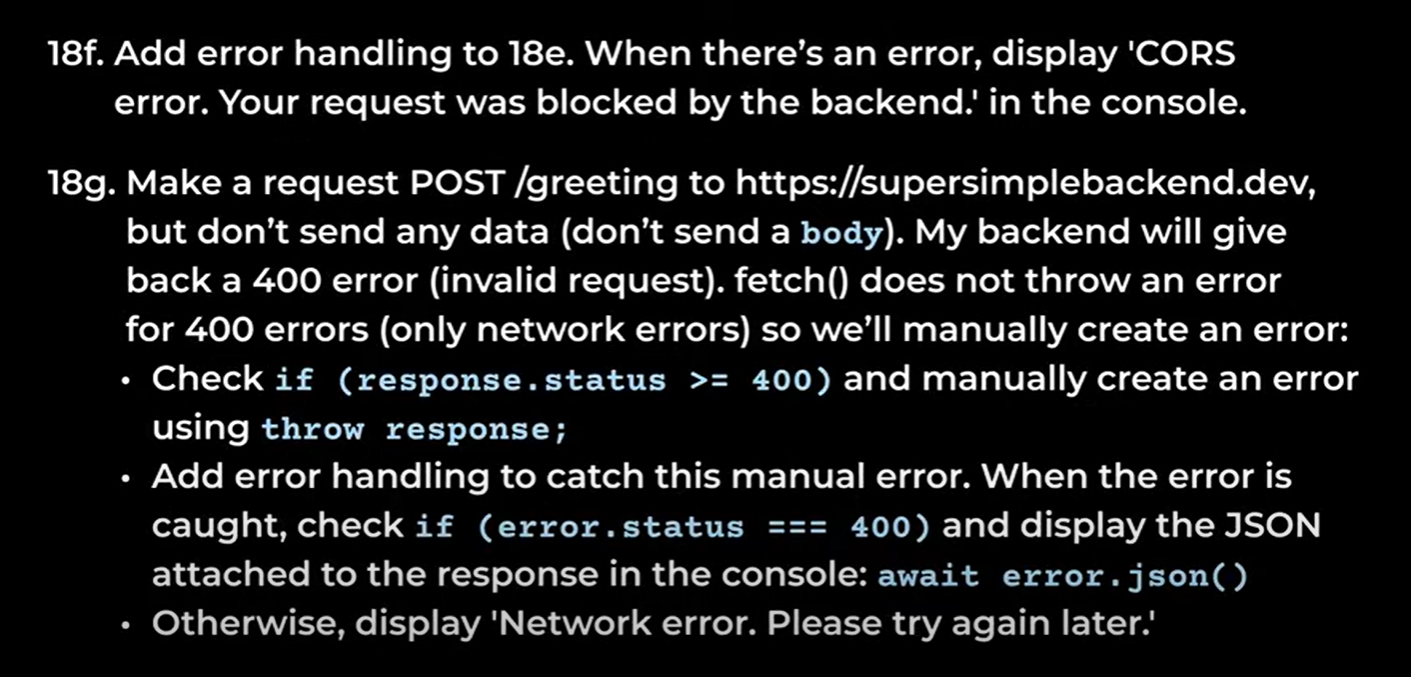 18f. Add error handling to 18e. When there’s an error, display 'CORS
error. Your request was blocked by the backend.' in the console.
18g. Make a request POST /greeting to https://supersimplebackend.dev,
but don’t send any data (don’t send a body). My backend will give
back a 400 error (invalid request). fetch() does not throw an error
for 400 errors (only network errors) so we’ll manually create an error:
• Check if (response.status >= 400) and manually create an error
using throw response;
• Add error handling to catch this manual error. When the error is
caught, check if (error.status === 400) and display the JSON
attached to the response in the console: await error.json()
• Otherwise, display 'Network error. Please try again later.'